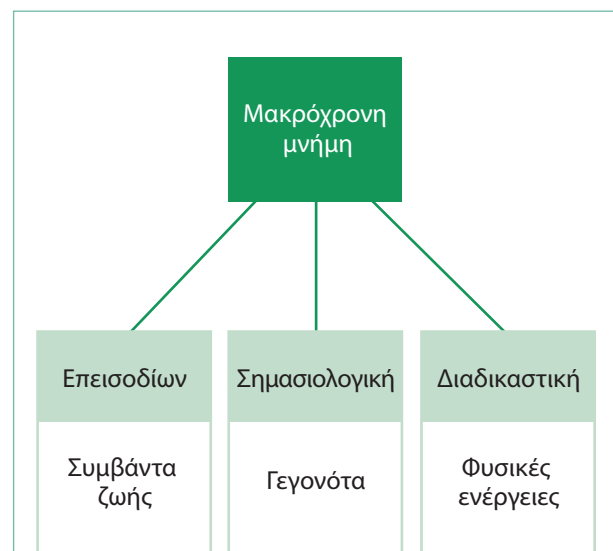 Μακρόχρονη
μνήμη
Επεισοδίων
Σημασιολογική
Διαδικαστική
Συμβάντα
ζωής
Γεγονότα
Φυσικές
ενέργειες